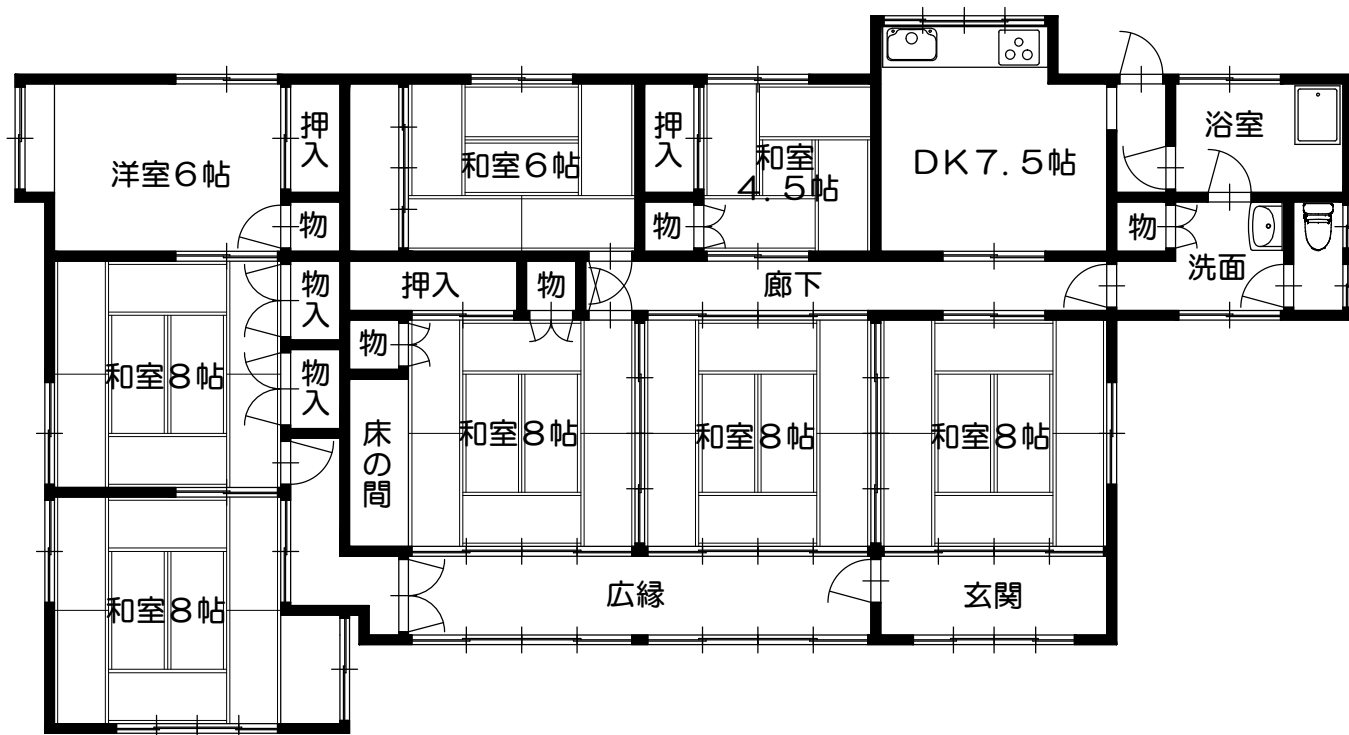 洋室6帖
押入
物
和室6帖
押入
物
和室
4.5帖
DK7.5帖
浴室
物
洗面
廊下
押入
物
物
物入
物入
和室8帖
床の間
和室8帖
和室8帖
和室8帖
和室8帖
広縁
玄関